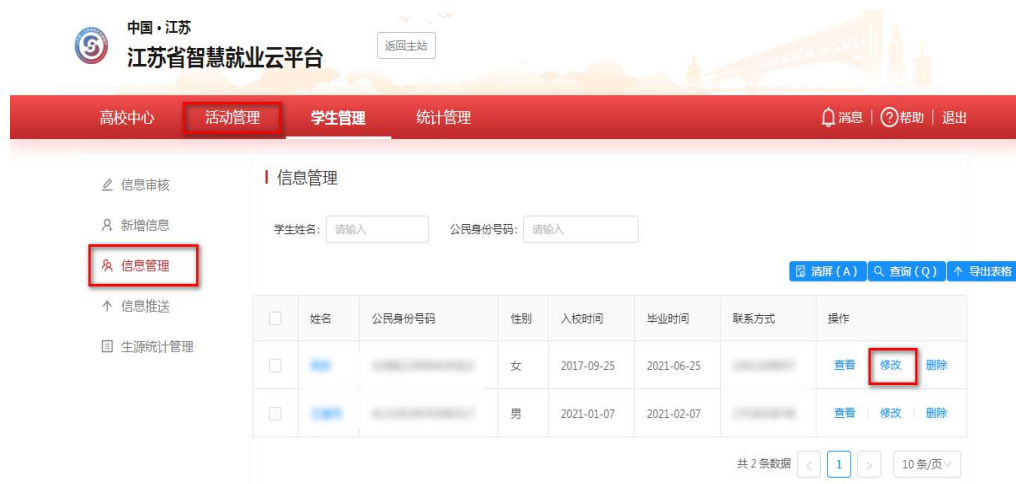 中国·江苏
江苏省智慧就业云平台
返回主站
高校中心 活动管理 学生管理 统计管理 消息 | ?帮助 | 退出
信息审核
新增信息
信息管理
信息推送
生源统计管理
信息管理
学生姓名: 请输入 公民身份号码: 请输入
清屏(A) 查询(Q) 导出表格
姓名 公民身份号码 性别 入校时间 毕业时间 联系方式 操作
女 2017-09-25 2021-06-25 查看 修改 删除
男 2021-01-07 2021-02-07 查看 修改 删除
共 2 条数据 < 1 > 10 条/页